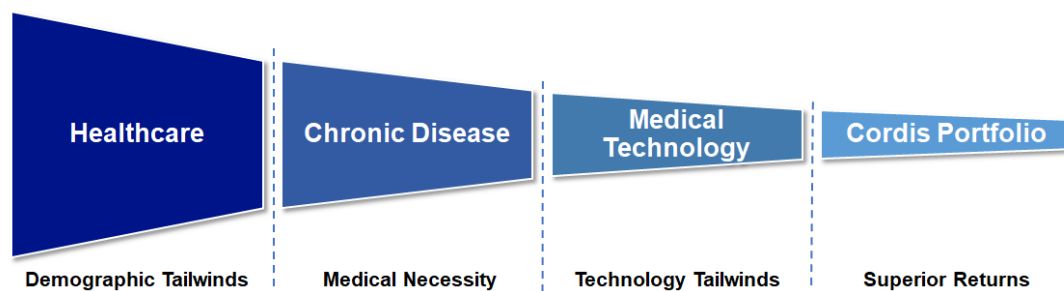 Healthcare
Chronic Disease
Medical
Technology
Cordis Portfolio
Demographic Tailwinds
Medical Necessity
Technology Tailwinds
Superior Returns